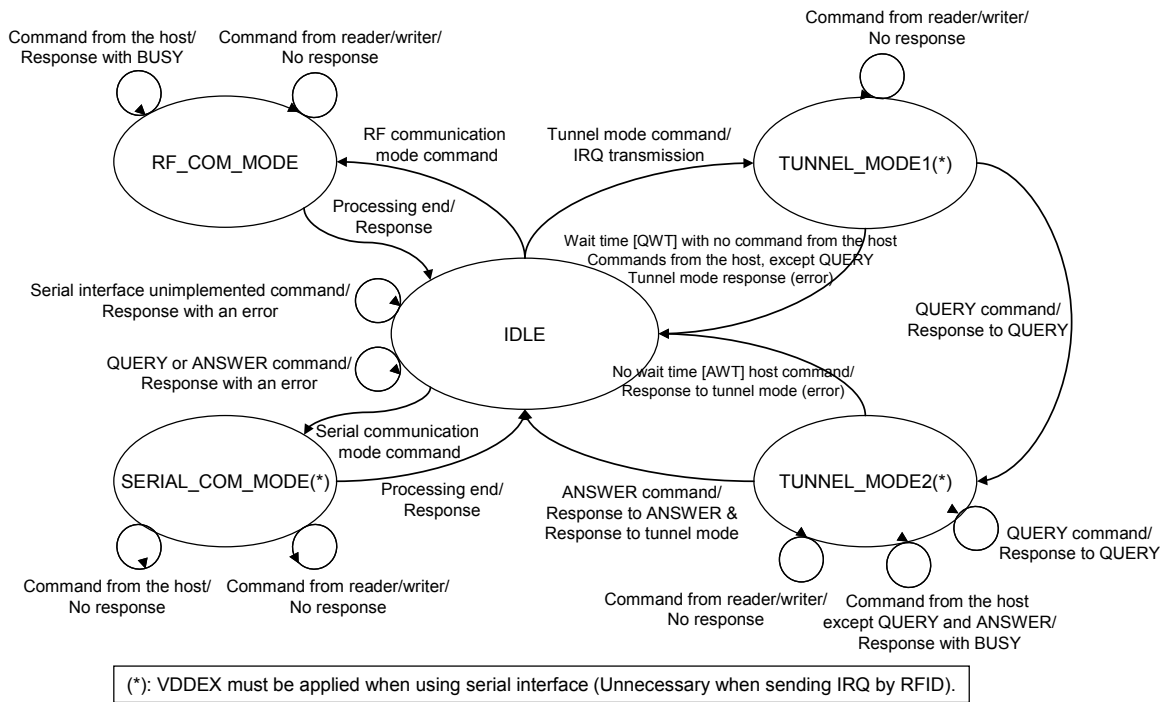 Command from the host/
Response with BUSY
Command from reader/writer/
No response
Command from reader/writer/
No response
RF_COM_MODE
RF communication
mode command
Tunnel mode command/
IRQ transmission
TUNNEL_MODE1(*)
Processing end/
Response
Wait time [QWT] with no command from the host
Commands from the host, except QUERY
Tunnel mode response (error)
Serial interface unimplemented command/
Response with an error
IDLE
QUERY command/
Response to QUERY
QUERY or ANSWER command/
Response with an error
No wait time [AWT] host command/
Response to tunnel mode (error)
Serial communication
mode command
SERIAL_COM_MODE(*)
Processing end/
Response
ANSWER command/
Response to ANSWER &
Response to tunnel mode
TUNNEL_MODE2(*)
QUERY command/
Response to QUERY
Command from the host/
No response
Command from reader/writer/
No response
Command from reader/writer/
No response
Command from the host
except QUERY and ANSWER/
Response with BUSY
(*): VDDEX must be applied when using serial interface (Unnecessary when sending IRQ by RFID).